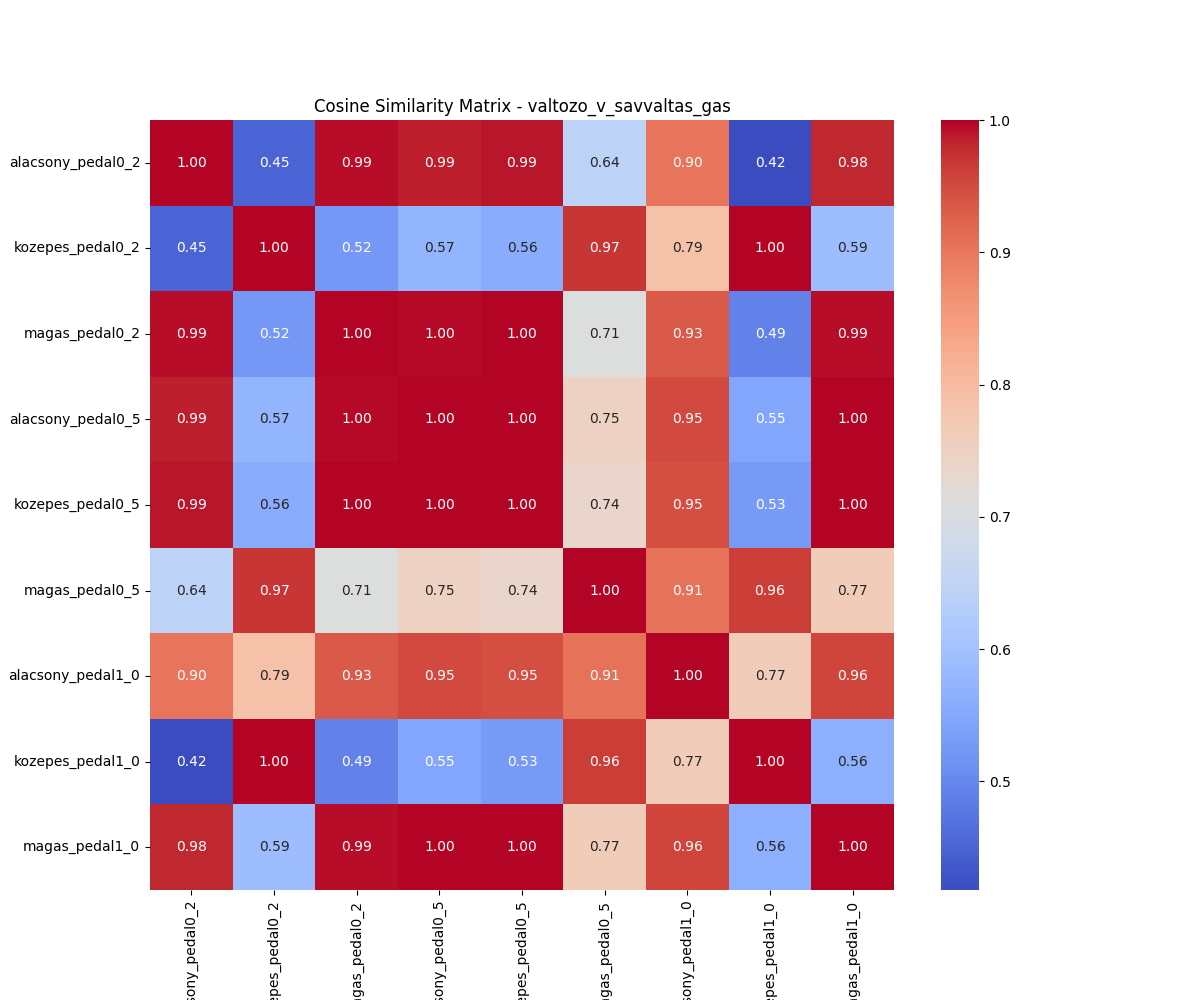 Cosine Similarity Matrix - valtozo_v_savvaltas_gas
alacsony_pedal0_2 1.00 0.45 0.99 0.99 0.99 0.64 0.90 0.42 0.98
kozepes_pedal0_2 0.45 1.00 0.52 0.57 0.56 0.97 0.79 1.00 0.59
magas_pedal0_2 0.99 0.52 1.00 1.00 1.00 0.71 0.93 0.49 0.99
alacsony_pedal0_5 0.99 0.57 1.00 1.00 1.00 0.75 0.95 0.55 1.00
kozepes_pedal0_5 0.99 0.56 1.00 1.00 1.00 0.74 0.95 0.53 1.00
magas_pedal0_5 0.64 0.97 0.71 0.75 0.74 1.00 0.91 0.96 0.77
alacsony_pedal1_0 0.90 0.79 0.93 0.95 0.95 0.91 1.00 0.77 0.96
kozepes_pedal1_0 0.42 1.00 0.49 0.55 0.53 0.96 0.77 1.00 0.56
magas_pedal1_0 0.98 0.59 0.99 1.00 1.00 0.77 0.96 0.56 1.00
sony_pedal0_2
epes_pedal0_2
agas_pedal0_2
sony_pedal0_5
epes_pedal0_5
agas_pedal0_5
sony_pedal1_0
epes_pedal1_0
agas_pedal1_0
1.0
0.9
0.8
0.7
0.6
0.5